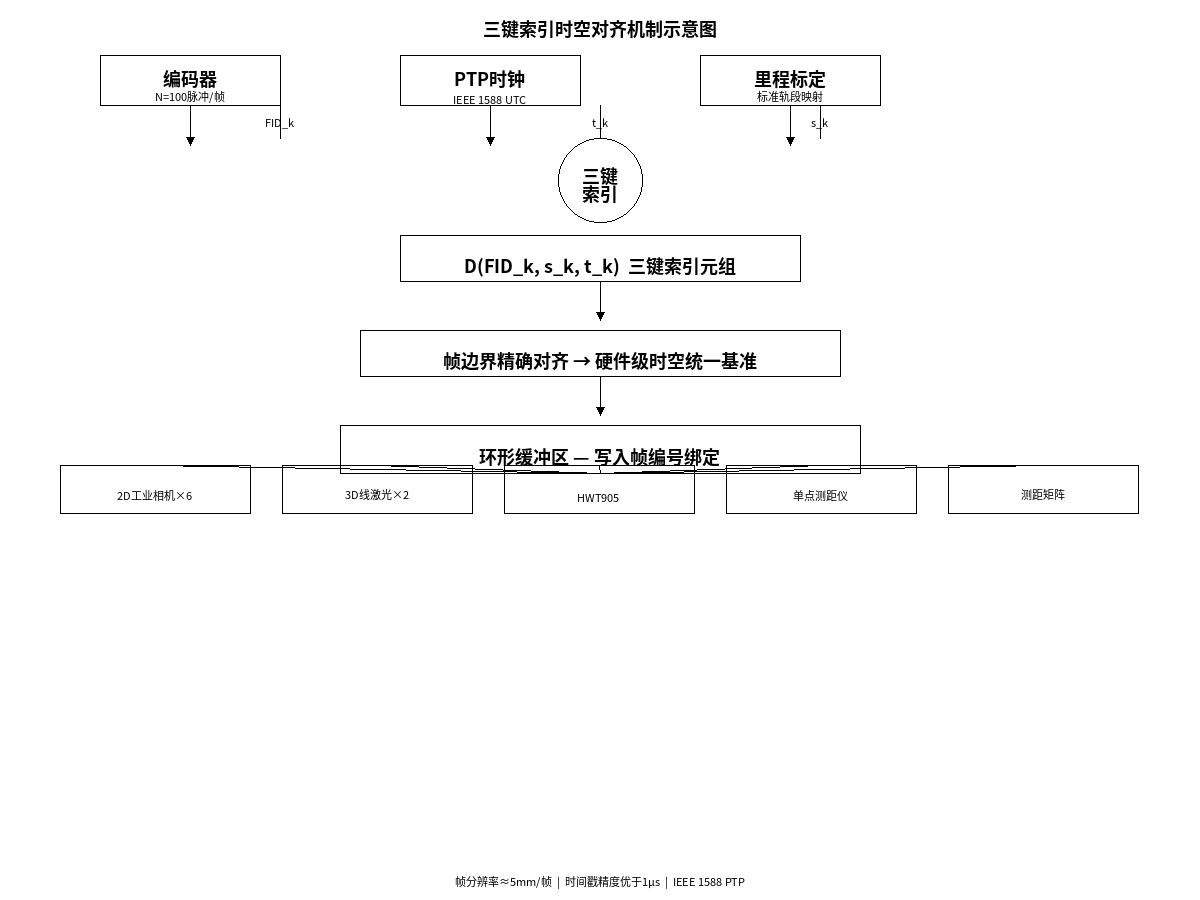 三键索引时空对齐机制示意图
编码器
N=100脉冲/帧
PTP时钟
IEEE 1588 UTC
里程标定
标准轨段映射
FID_k
t_k
s_k
三键
索引
D(FID_k, s_k, t_k)  三键索引元组
帧边界精确对齐 → 硬件级时空统一基准
环形缓冲区 — 写入帧编号绑定
2D工业相机×6
3D线激光×2
HWT905
单点测距仪
测距矩阵
帧分辨率≈5mm/帧 | 时间戳精度优于1μs | IEEE 1588 PTP